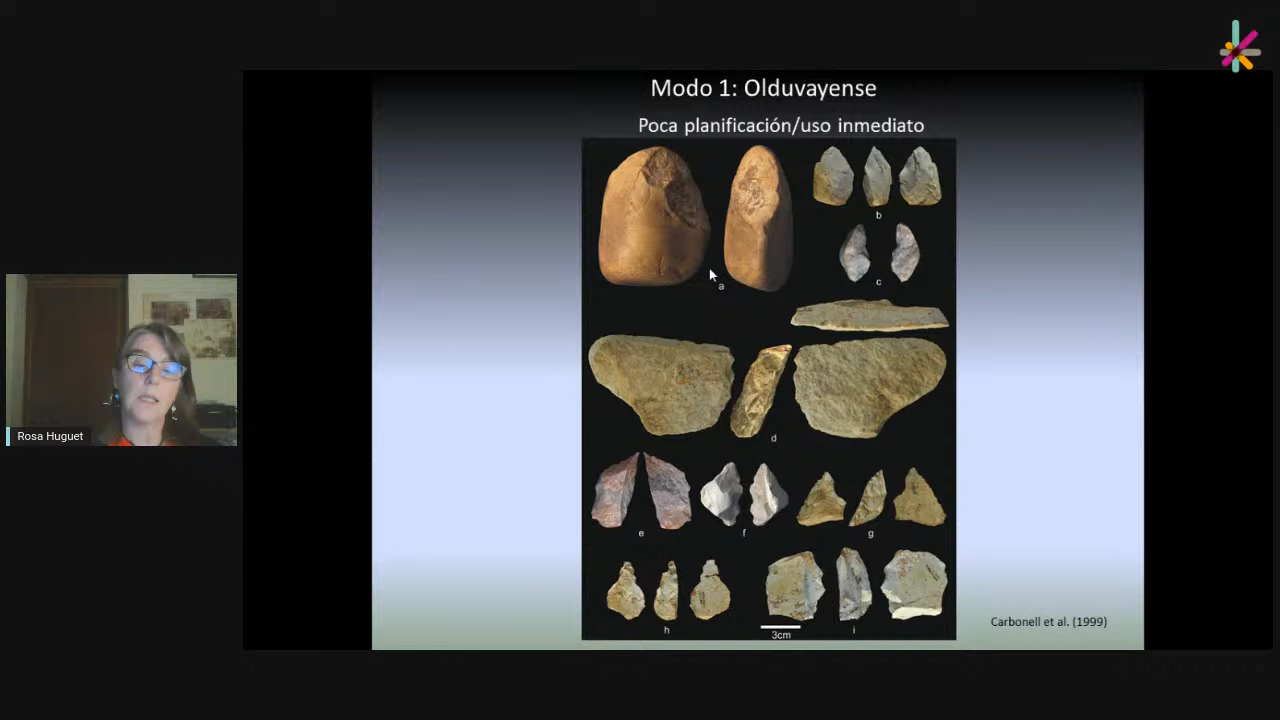 Modo 1: Olduvayense
Poca planificación/uso inmediato
a
b
c
d
e
f
g
h
i
3cm
Carbonell et al. (1999)
Rosa Huguet